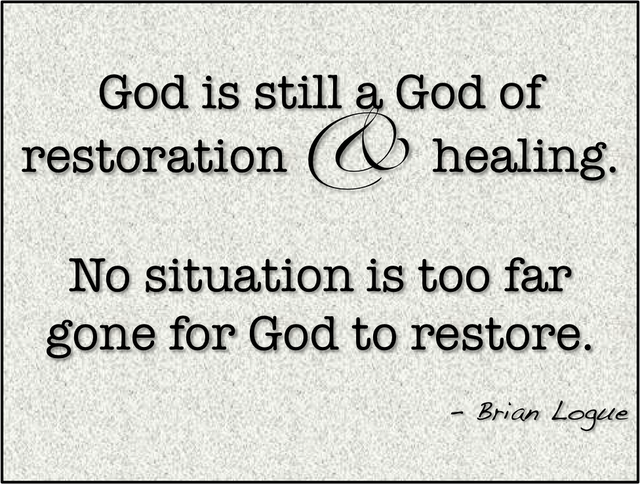 God is still a God of
restoration & healing.
No situation is too far
gone for God to restore.
- Brian Logue